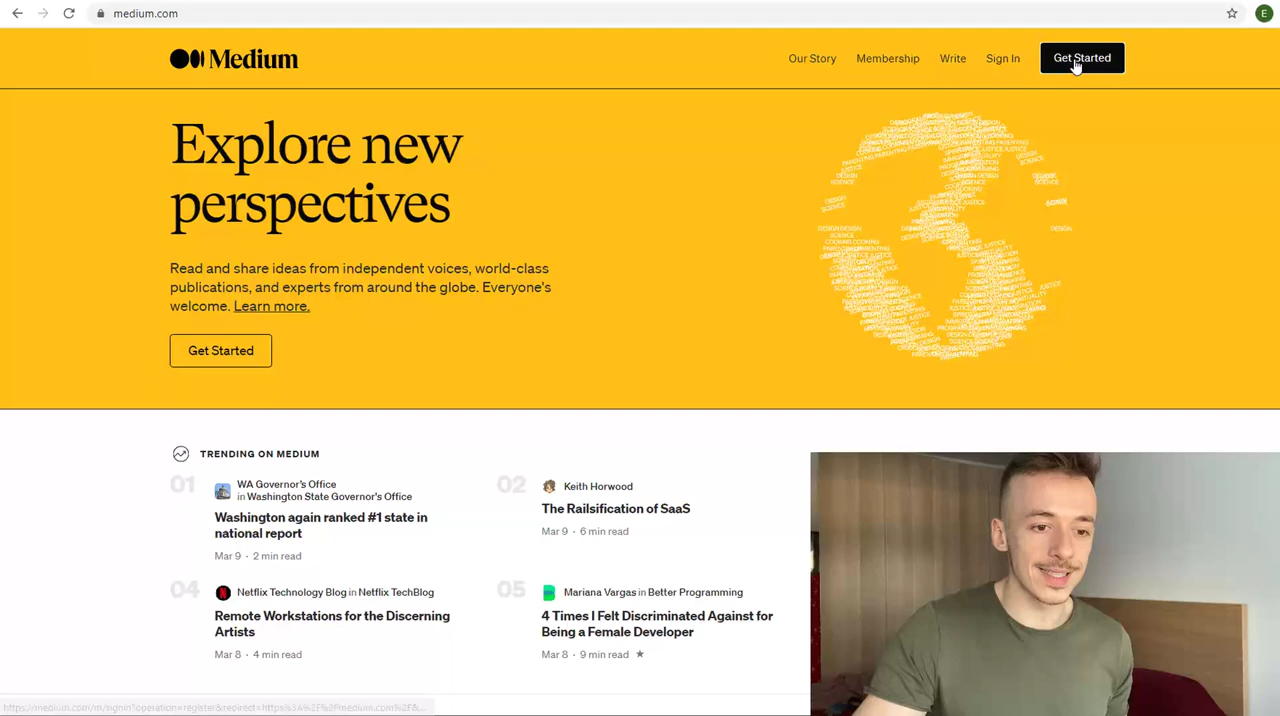 medium.com
E
Medium
Our Story
Membership
Write
Sign In
Get Started
Explore new
perspectives
Read and share ideas from independent voices, world-class
publications, and experts from around the globe. Everyone's
welcome. Learn more.
Get Started
TRENDING ON MEDIUM
01
WA Governor's Office
in Washington State Governor's Office
Washington again ranked #1 state in
national report
Mar 9 · 2 min read
02
Keith Horwood
The Railsification of SaaS
Mar 9 · 6 min read
04
Netflix Technology Blog in Netflix TechBlog
Remote Workstations for the Discerning
Artists
Mar 8 · 4 min read
05
Mariana Vargas in Better Programming
4 Times I Felt Discriminated Against for
Being a Female Developer
Mar 8 · 9 min read
https://medium.com/m/signin?operation=register&redirect=https%3A%2F%2Fmedium.com%2F&...